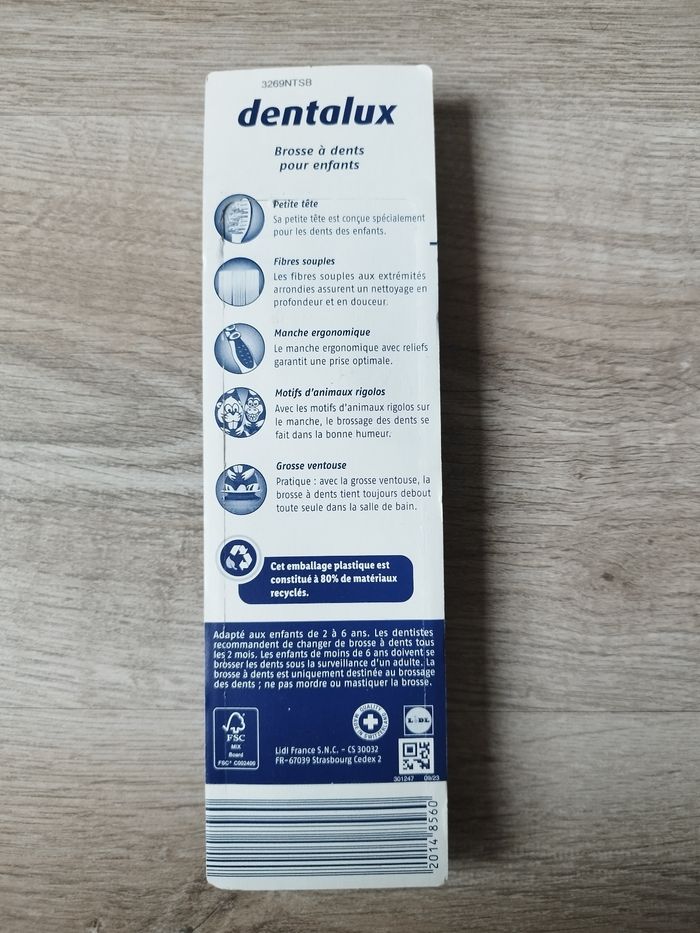 3269NTSB
dentalux
Brosse à dents
pour enfants
Petite tête
Sa petite tête est conçue spécialement
pour les dents des enfants.
Fibres souples
Les fibres souples aux extrémités
arrondies assurent un nettoyage en
profondeur et en douceur.
Manche ergonomique
Le manche ergonomique avec reliefs
garantit une prise optimale.
Motifs d'animaux rigolos
Avec les motifs d'animaux rigolos sur
le manche, le brossage des dents se
fait dans la bonne humeur.
Grosse ventouse
Pratique : avec la grosse ventouse, la
brosse à dents tient toujours debout
toute seule dans la salle de bain.
Cet emballage plastique est
constitué à 80% de matériaux
recyclés.
Adapté aux enfants de 2 à 6 ans. Les dentistes
recommandent de changer de brosse à dents tous
les 2 mois. Les enfants de moins de 6 ans doivent se
brosser les dents sous la surveillance d'un adulte. La
brosse à dents est uniquement destinée au brossage
des dents ; ne pas mordre ou mastiquer la brosse.
FSC
MIX
Board
FSC® C002400
QUALITY MADE IN SWITZERLAND
LIDL
Lidl France S.N.C. - CS 30032
FR-67039 Strasbourg Cedex 2
301247 09/23
2014 8560